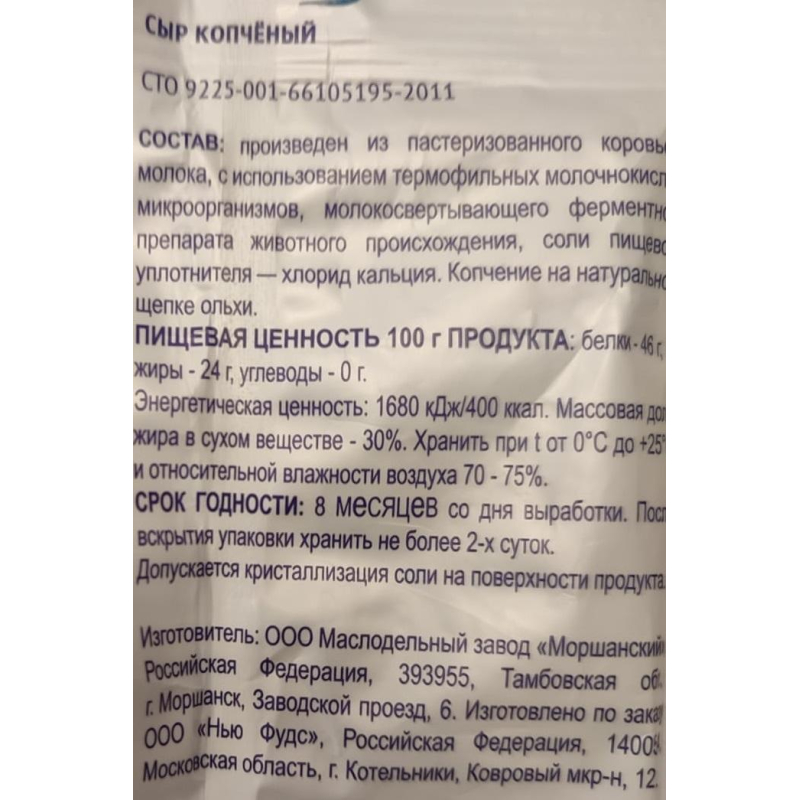 СЫР КОПЧЁНЫЙ
СТО 9225-001-66105195-2011
СОСТАВ: произведен из пастеризованного коровь
молока, с использованием термофильных молочнокисл
микроорганизмов, молокосвертывающего ферментно
препарата животного происхождения, соли пищево
уплотнителя — хлорид кальция. Копчение на натурально
щепке ольхи.
ПИЩЕВАЯ ЦЕННОСТЬ 100 г ПРОДУКТА: белки - 46 г,
жиры - 24 г, углеводы - 0 г.
Энергетическая ценность: 1680 кДж/400 ккал. Массовая дол
жира в сухом веществе - 30%. Хранить при t от 0°C до +25°
и относительной влажности воздуха 70 - 75%.
СРОК ГОДНОСТИ: 8 МЕСЯЦЕВ со дня выработки. Посл
вскрытия упаковки хранить не более 2-х суток.
Допускается кристаллизация соли на поверхности продукта
Изготовитель: ООО Маслодельный завод «Моршанский
Российская Федерация, 393955, Тамбовская об
г. Моршанск, Заводской проезд, 6. Изготовлено по зака
ООО «Нью Фудс», Российская Федерация, 1400
Московская область, г. Котельники, Ковровый мкр-н, 12